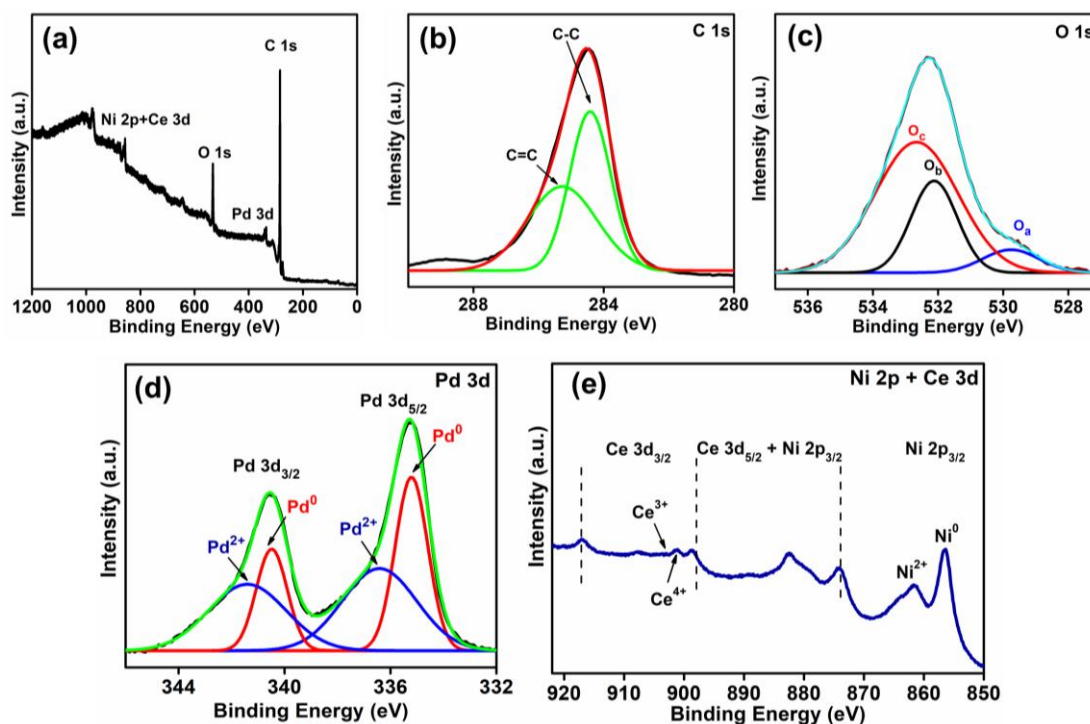 (a)
C 1s
Ni 2p+Ce 3d
O 1s
Pd 3d
Intensity (a.u.)
1200 1000 800 600 400 200 0
Binding Energy (eV)
(b)
C 1s
C-C
C=C
Intensity (a.u.)
288 284 280
Binding Energy (eV)
(c)
O 1s
Oc
Ob
Oa
Intensity (a.u.)
536 534 532 530 528
Binding Energy (eV)
(d)
Pd 3d
Pd 3d5/2
Pd0
Pd 3d3/2
Pd0
Pd2+
Pd2+
Intensity (a.u.)
344 340 336 332
Binding Energy (eV)
(e)
Ni 2p + Ce 3d
Ce 3d3/2 Ce 3d5/2 + Ni 2p3/2 Ni 2p3/2
Ce3+
Ce4+
Ni0
Ni2+
Intensity (a.u.)
920 910 900 890 880 870 860 850
Binding Energy (eV)